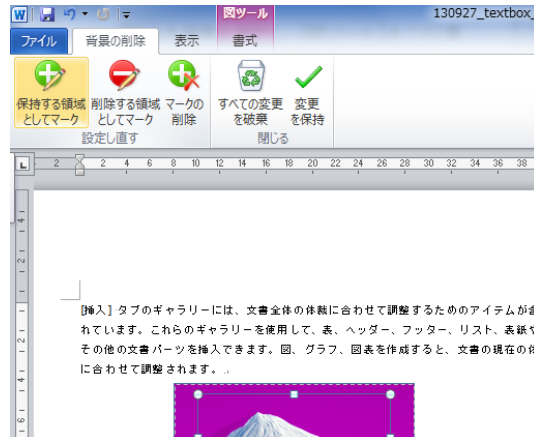 W 図ツール 130927_textbox_
ファイル 背景の削除 表示 書式
保持する領域 削除する領域 マークの すべての変更 変更
としてマーク としてマーク 削除 を破棄 を保持
設定し直す 閉じる
L 2 2 4 6 8 10 12 14 16 18 20 22 24 26 28 30 32 34 36 38
[挿入] タブのギャラリーには、文書全体の体裁に合わせて調整するためのアイテムが含
れています。これらのギャラリーを使用して、表、ヘッダー、フッター、リスト、表紙や
その他の文書パーツを挿入できます。図、グラフ、図表を作成すると、文書の現在の体
に合わせて調整されます。
4
2
2
4
6